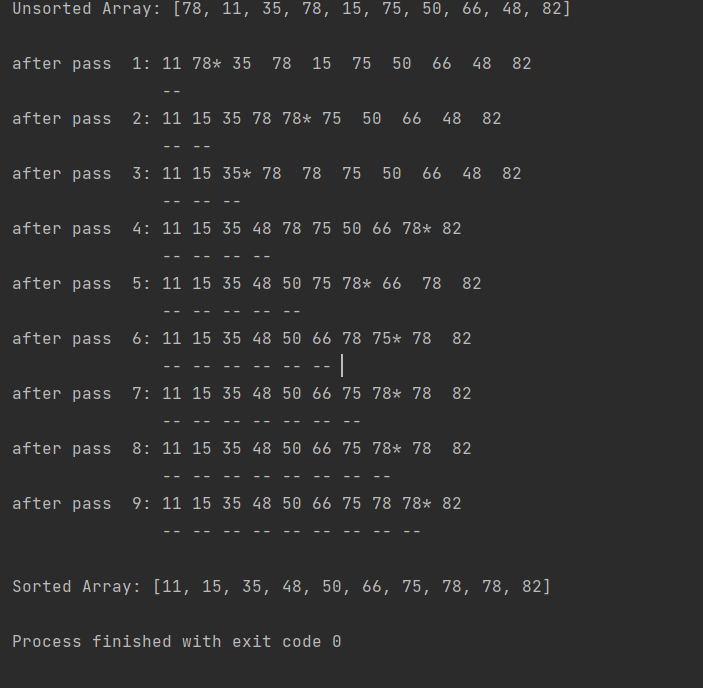 Unsorted Array: [78, 11, 35, 78, 15, 75, 50, 66, 48, 82]
after pass  1: 11 78* 35  78  15  75  50  66  48  82
               --
after pass  2: 11 15 35 78 78* 75  50  66  48  82
               -- --
after pass  3: 11 15 35* 78  78  75  50  66  48  82
               -- -- --
after pass  4: 11 15 35 48 78 75 50 66 78* 82
               -- -- -- --
after pass  5: 11 15 35 48 50 75 78* 66  78  82
               -- -- -- -- --
after pass  6: 11 15 35 48 50 66 78 75* 78  82
               -- -- -- -- -- --
after pass  7: 11 15 35 48 50 66 75 78* 78  82
               -- -- -- -- -- -- --
after pass  8: 11 15 35 48 50 66 75 78* 78  82
               -- -- -- -- -- -- -- --
after pass  9: 11 15 35 48 50 66 75 78 78* 82
               -- -- -- -- -- -- -- -- --
Sorted Array: [11, 15, 35, 48, 50, 66, 75, 78, 78, 82]
Process finished with exit code 0